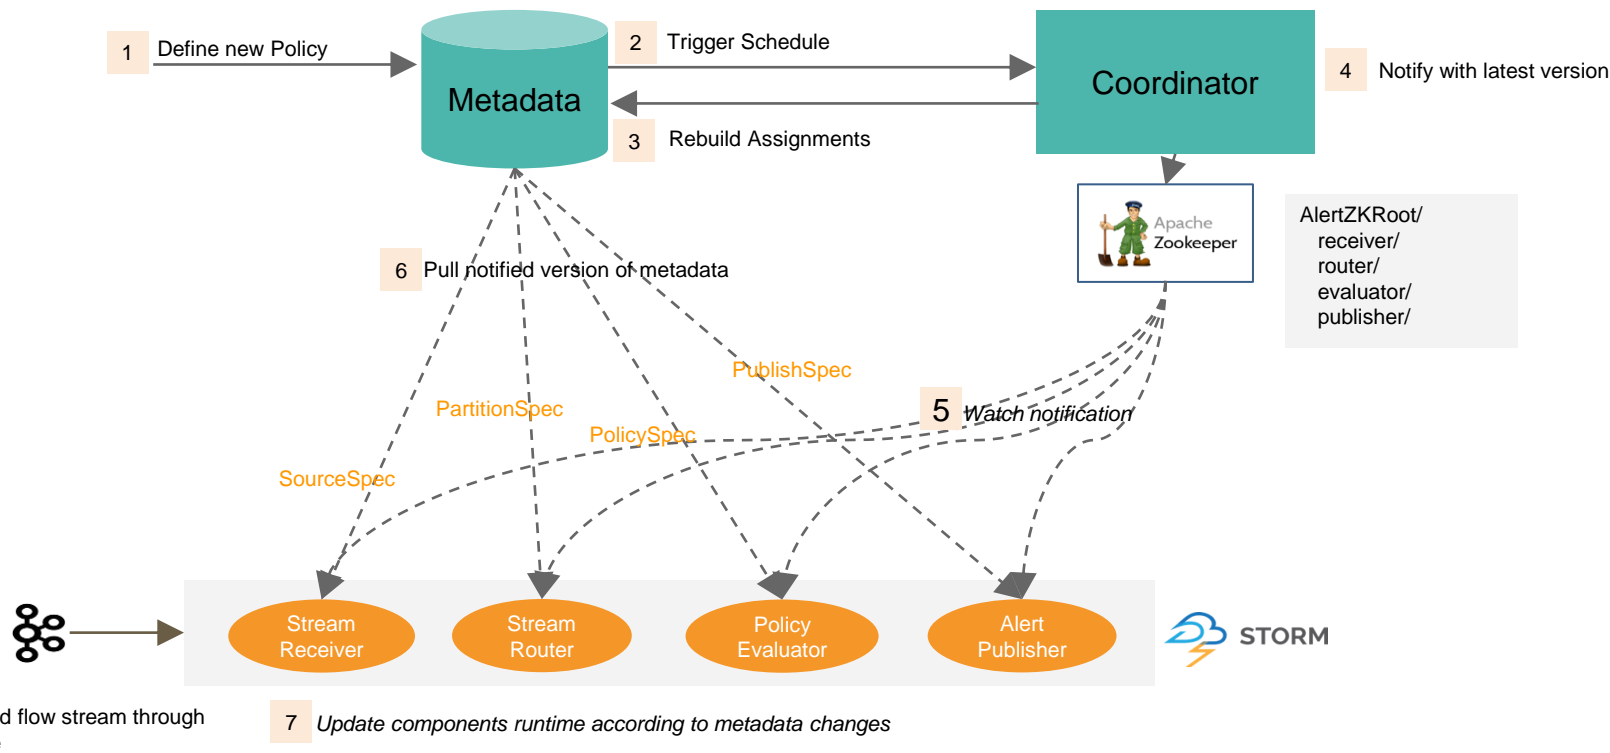 1 Define new Policy
2 Trigger Schedule
Metadata
Coordinator
4 Notify with latest version
3 Rebuild Assignments
Apache
Zookeeper
AlertZKRoot/
receiver/
router/
evaluator/
publisher/
6 Pull notified version of metadata
PublishSpec
PartitionSpec
5 Watch notification
PolicySpec
SourceSpec
Stream
Receiver
Stream
Router
Policy
Evaluator
Alert
Publisher
STORM
flow stream through
7 Update components runtime according to metadata changes